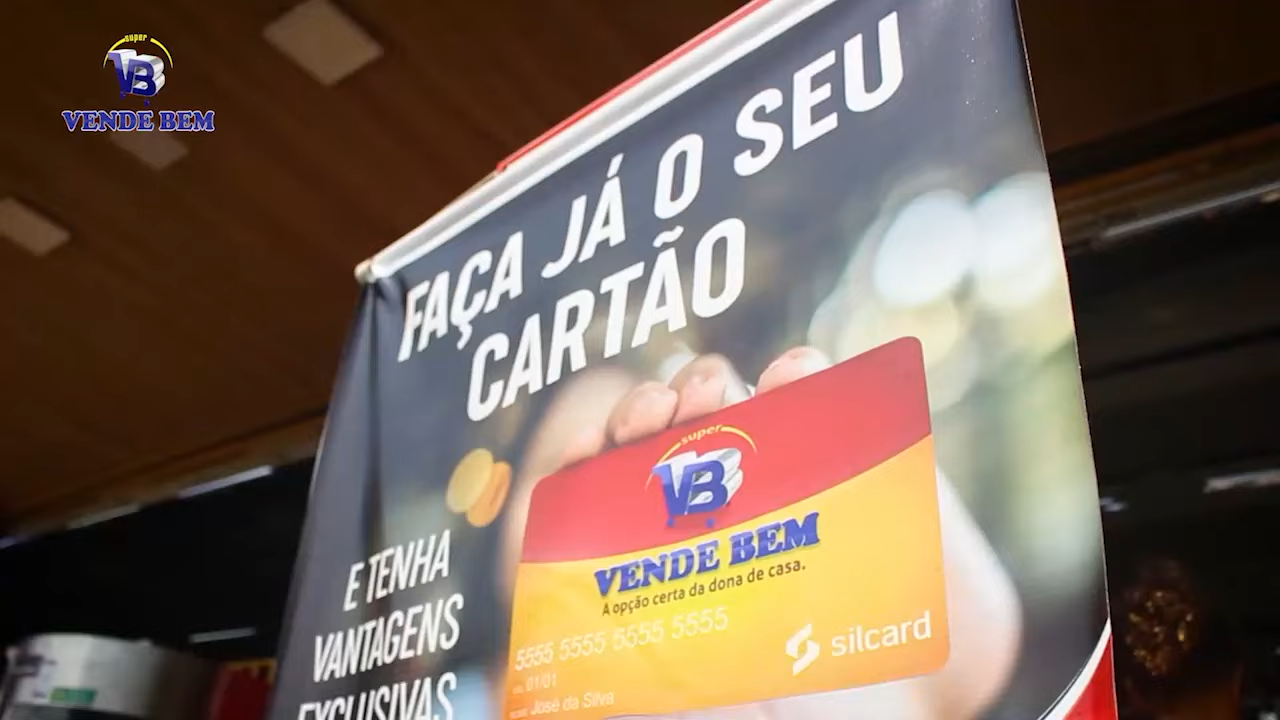 super
VB
VENDE BEM
FAÇA JÁ O SEU
CARTÃO
E TENHA
VANTAGENS
EXCLUSIVAS
super
VB
VENDE BEM
A opção certa da dona de casa.
5555 5555 5555 5555
01/01
José da Silva
silcard